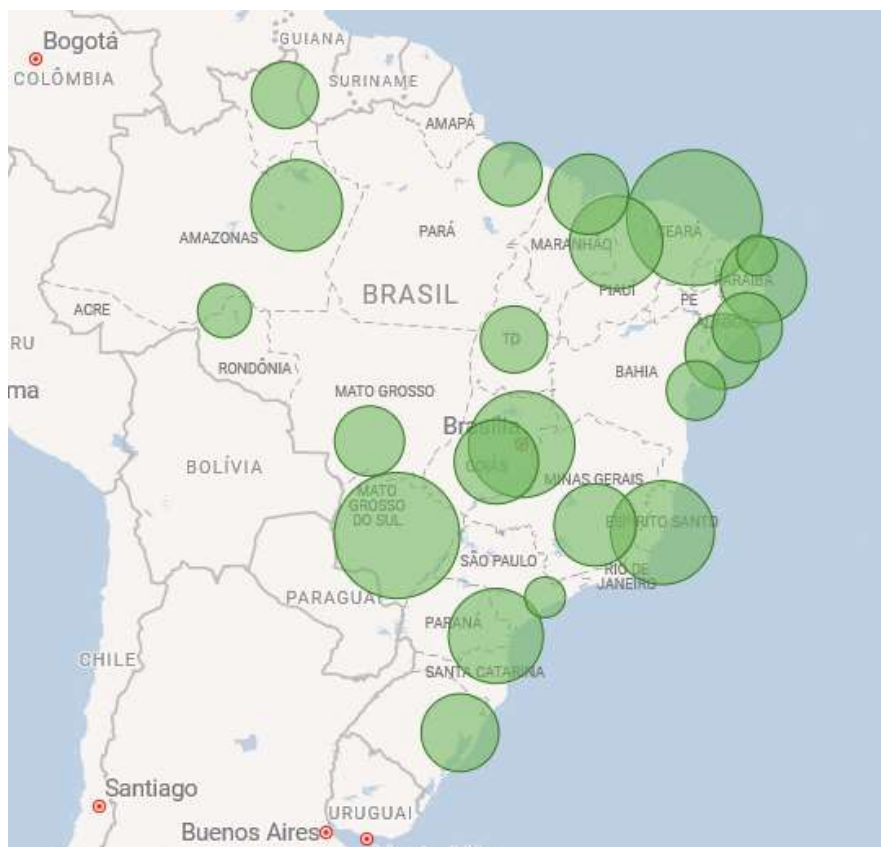 Bogotá
COLÔMBIA
GUIANA
SURINAME
AMAPÁ
AMAZONAS
PARÁ
MARANHÃO
CEARÁ
BRASIL
PIAUÍ
PARAÍBA
PE
ACRE
RU
RONDÔNIA
TO
BAHIA
ma
MATO GROSSO
Brasília
BOLÍVIA
GOIÁS
MINAS GERAIS
MATO
GROSSO
DO SUL
ESPÍRITO SANTO
SÃO PAULO
RIO DE
JANEIRO
PARAGUAI
PARANÁ
CHILE
SANTA CATARINA
Santiago
URUGUAI
Buenos Aires